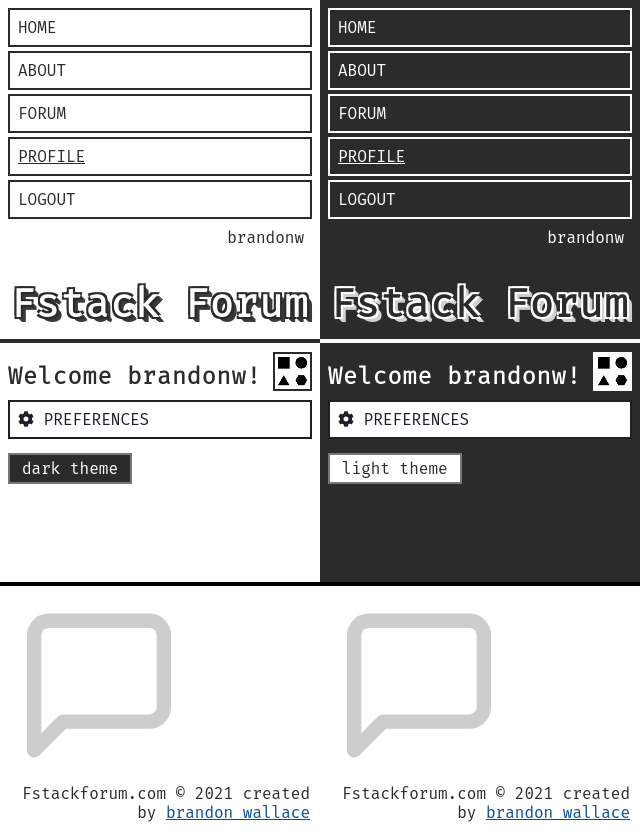 HOME
ABOUT
FORUM
PROFILE
LOGOUT
brandonw
Fstack Forum
Welcome brandonw!
PREFERENCES
dark theme
Fstackforum.com © 2021 created
by brandon wallace
HOME
ABOUT
FORUM
PROFILE
LOGOUT
brandonw
Fstack Forum
Welcome brandonw!
PREFERENCES
light theme
Fstackforum.com © 2021 created
by brandon wallace